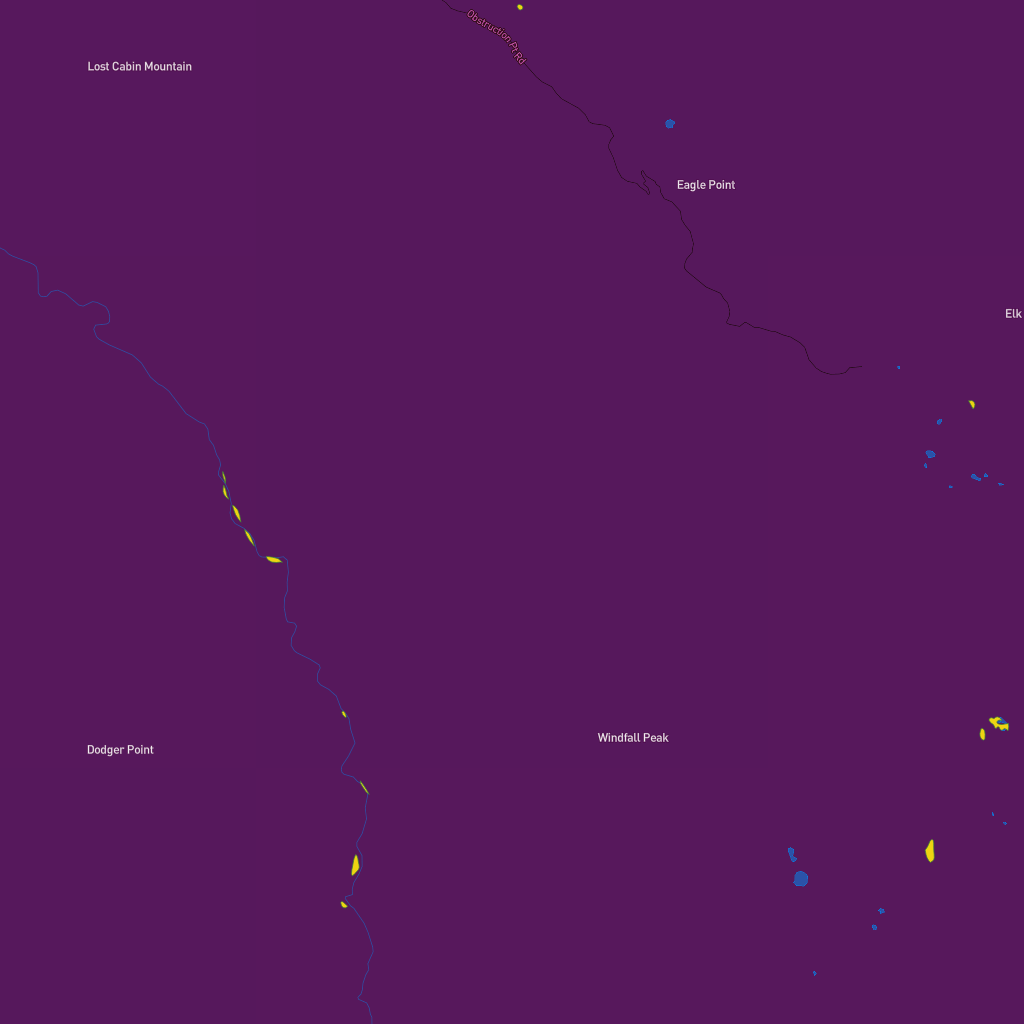 Obstruction Pt Rd
Lost Cabin Mountain
Eagle Point
Elk
Windfall Peak
Dodger Point